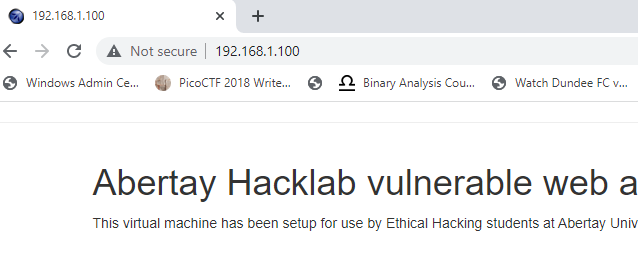 192.168.1.100
Not secure 192.168.1.100
Windows Admin Ce... PicoCTF 2018 Write... Binary Analysis Cou... Watch Dundee FC v...
Abertay Hacklab vulnerable web a
This virtual machine has been setup for use by Ethical Hacking students at Abertay Univ